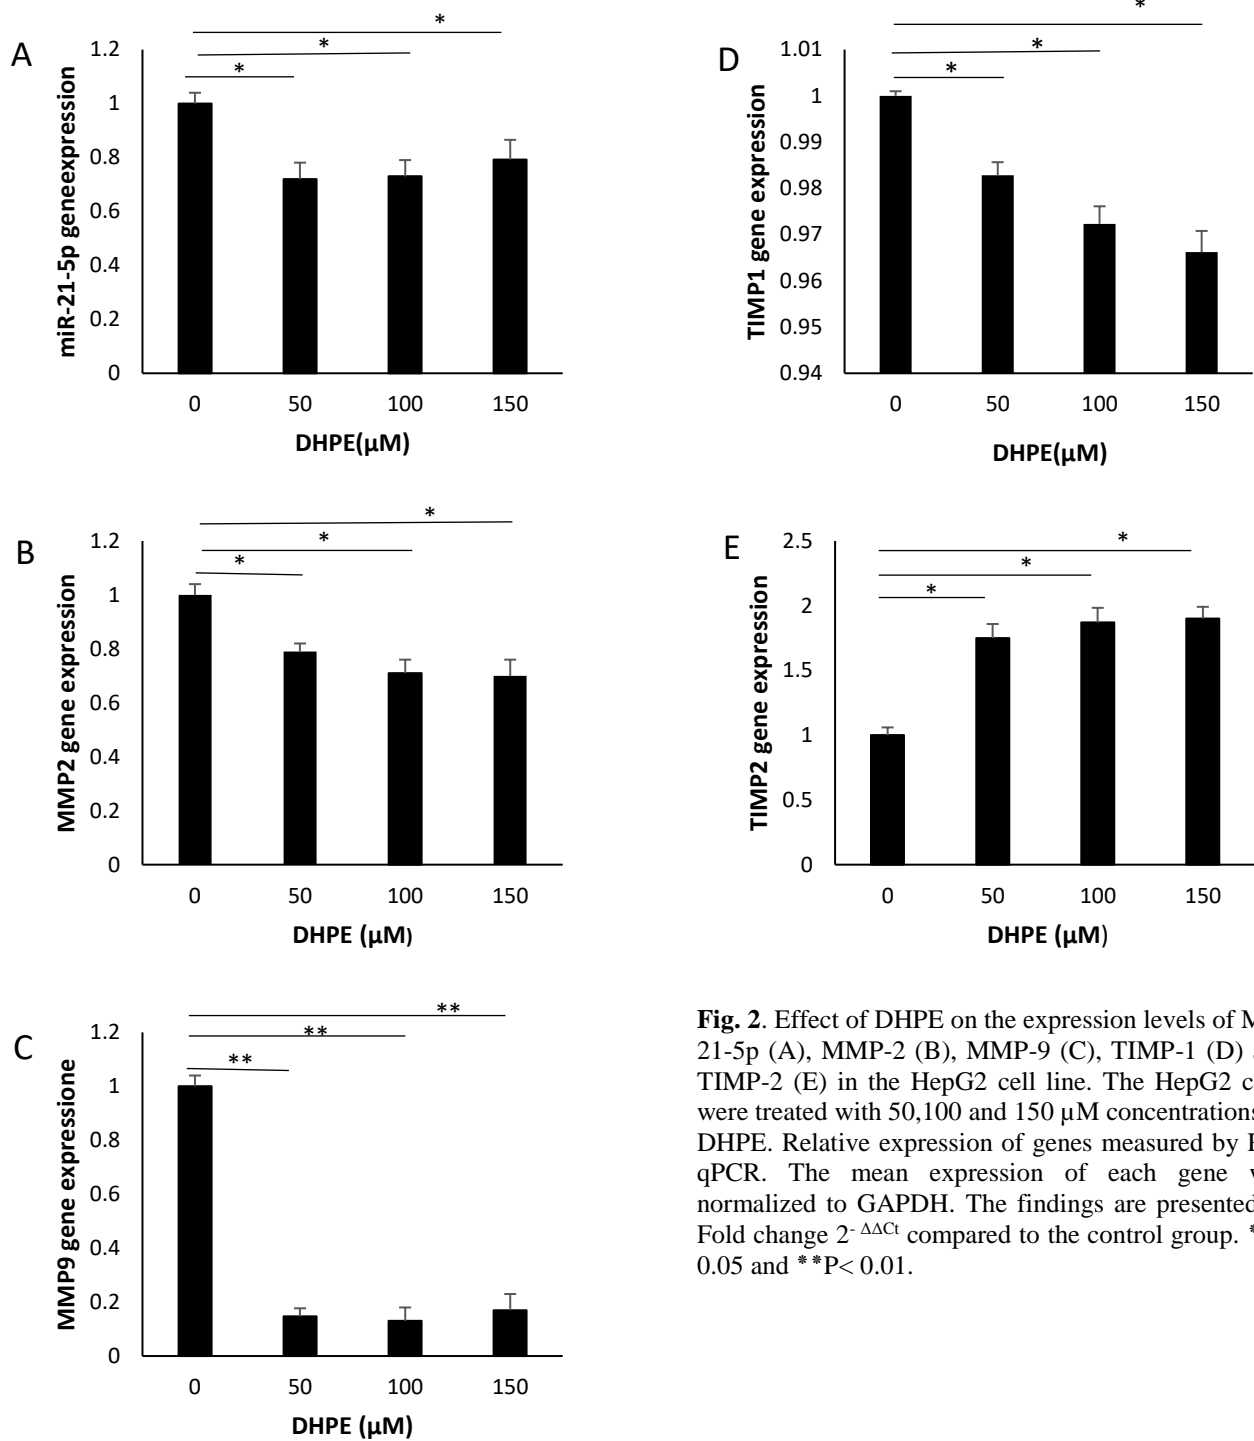 A
*
*
*
1.2
1
0.8
0.6
0.4
0.2
0
miR-21-5p geneexpression
0 50 100 150
DHPE(µM)
B
*
*
*
1.2
1
0.8
0.6
0.4
0.2
0
MMP2 gene expression
0 50 100 150
DHPE (µM)
C
**
**
**
1.2
1
0.8
0.6
0.4
0.2
0
MMP9 gene expressione
0 50 100 150
DHPE (µM)
D
*
*
*
1.01
1
0.99
0.98
0.97
0.96
0.95
0.94
TIMP1 gene expression
0 50 100 150
DHPE(µM)
E
*
*
*
2.5
2
1.5
1
0.5
0
TIMP2 gene expression
0 50 100 150
DHPE (µM)
Fig. 2. Effect of DHPE on the expression levels of
21-5p (A), MMP-2 (B), MMP-9 (C), TIMP-1 (D)
TIMP-2 (E) in the HepG2 cell line. The HepG2
were treated with 50,100 and 150 µM concentrations
DHPE. Relative expression of genes measured by
qPCR. The mean expression of each gene
normalized to GAPDH. The findings are presented
Fold change 2- ΔΔCt compared to the control group. *
0.05 and **P< 0.01.